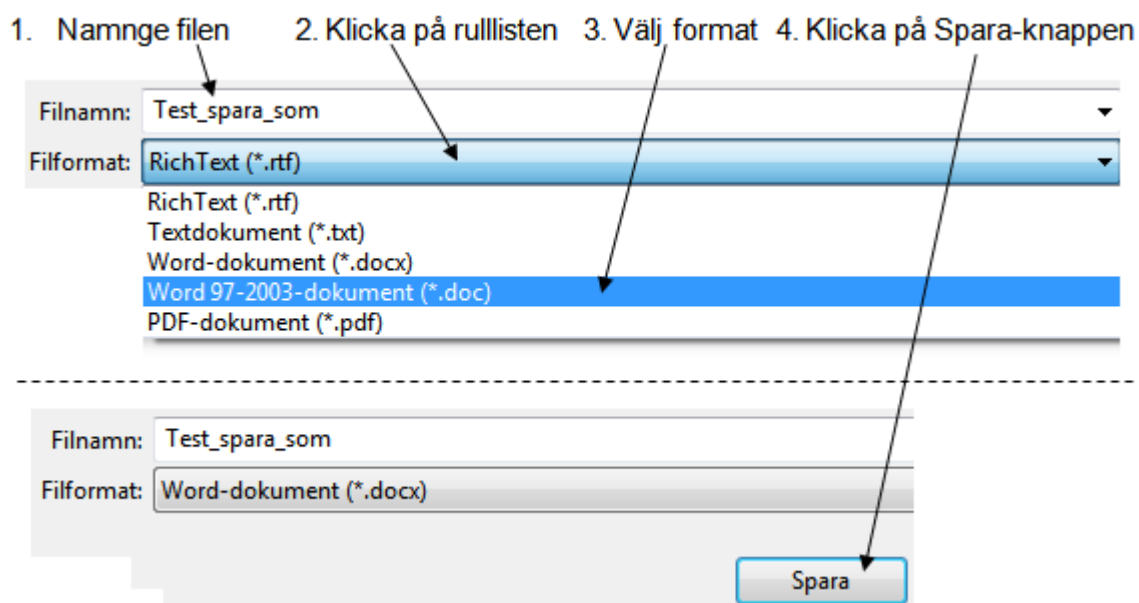 1. Namnge filen 2. Klicka på rulllisten 3. Välj format 4. Klicka på Spara-knappen
Filnamn: Test_spara_som
Filformat: RichText (*.rtf)
RichText (*.rtf)
Textdokument (*.txt)
Word-dokument (*.docx)
Word 97-2003-dokument (*.doc)
PDF-dokument (*.pdf)
Filnamn: Test_spara_som
Filformat: Word-dokument (*.docx)
Spara